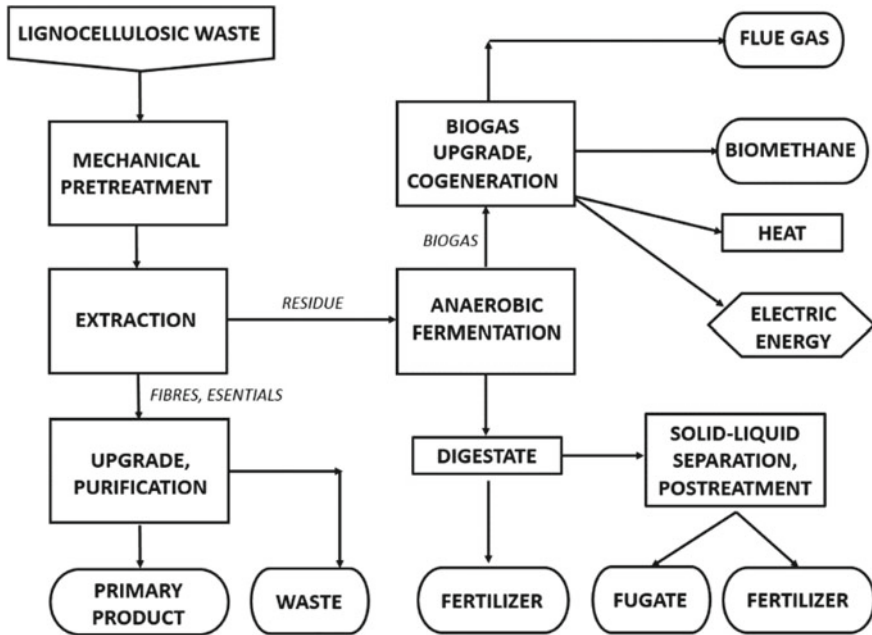 LIGNOCELLULOSIC WASTE
MECHANICAL
PRETREATMENT
EXTRACTION
RESIDUE
FIBRES, ESENTIALS
UPGRADE,
PURIFICATION
PRIMARY
PRODUCT
WASTE
FLUE GAS
BIOGAS
UPGRADE,
COGENERATION
BIOMETHANE
HEAT
ELECTRIC
ENERGY
BIOGAS
ANAEROBIC
FERMENTATION
DIGESTATE
SOLID-LIQUID
SEPARATION,
POSTREATMENT
FERTILIZER
FUGATE
FERTILIZER